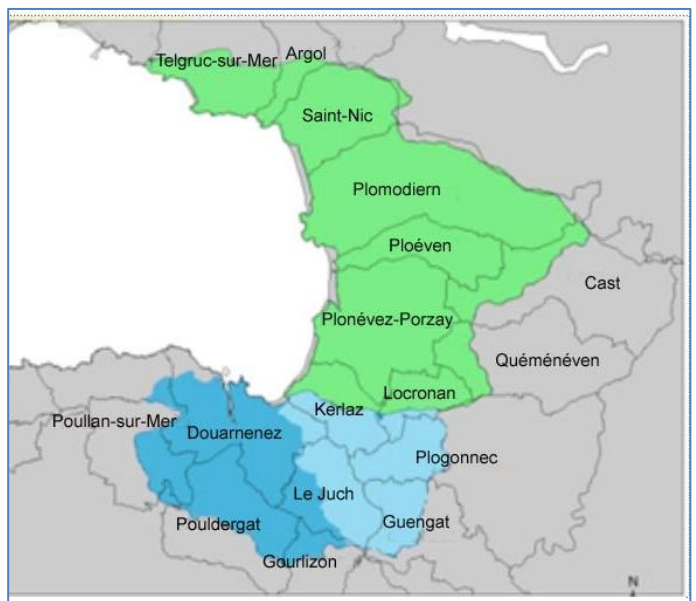 Argol
Telgruc-sur-Mer
Saint-Nic
Plomodiern
Ploéven
Cast
Plonévez-Porzay
Quéménéven
Locronan
Kerlaz
Poullan-sur-Mer
Douarnenez
Plogonnec
Le Juch
Guengat
Pouldergat
Gourlizon
N